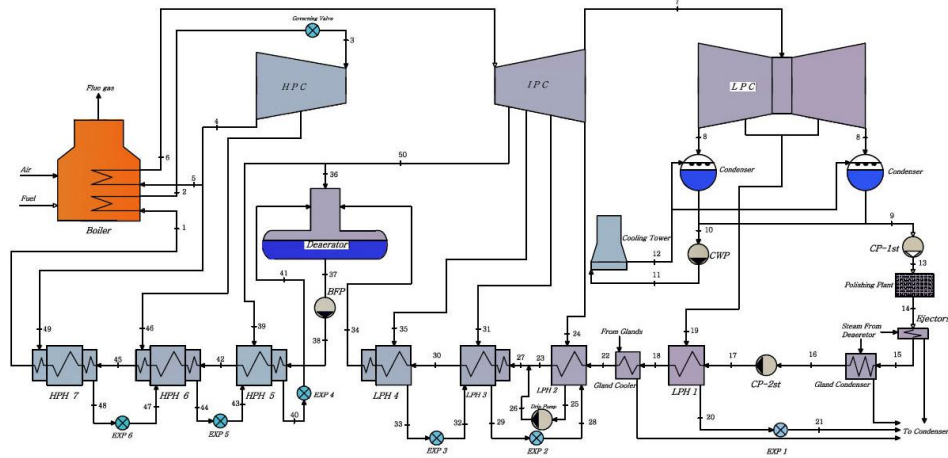 7
Governing Valve
3
HPC
IPC
LPC
Flue gas
4
6
8
8
50
Air
5
36
Condenser
Condenser
2
Fuel
9
1
10
Boiler
Cooling Tower
CP-1st
Deaerator
12
CWP
13
41
37
11
Polishing Plant
BFP
14
Ejectors
49
46
39
38
34
35
31
24
From Glands
19
Steam From
Deaerator
45
42
30
27
23
22
18
17
16
15
HPH 7
HPH 6
HPH 5
EXP 4
LPH 4
LPH 3
LPH 2
Gland Cooler
LPH 1
CP-2st
Gland Condenser
48
47
44
43
40
33
32
29
26
Drip Pump
25
28
20
21
To Condenser
EXP 6
EXP 5
EXP 3
EXP 2
EXP 1